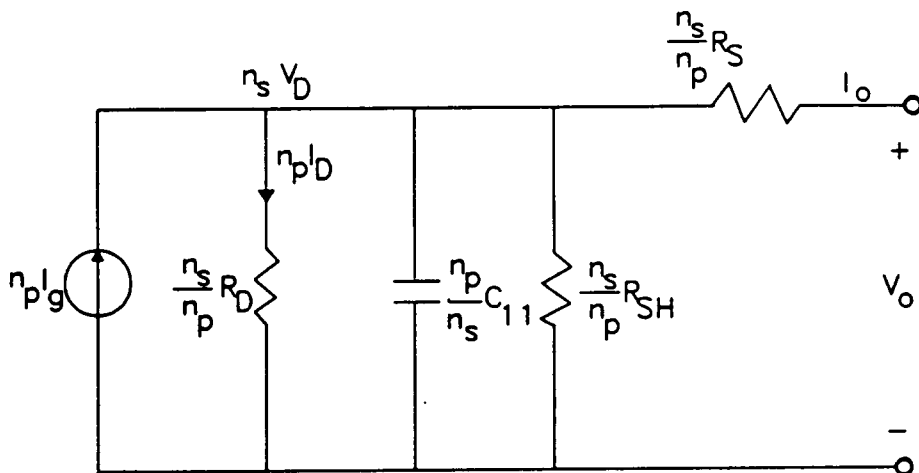 n_s/n_p R_S
n_s V_D
I_o
+
n_p I_D
n_p I_g
n_s/n_p R_D
n_p/n_s C_11
n_s/n_p R_SH
V_o
-